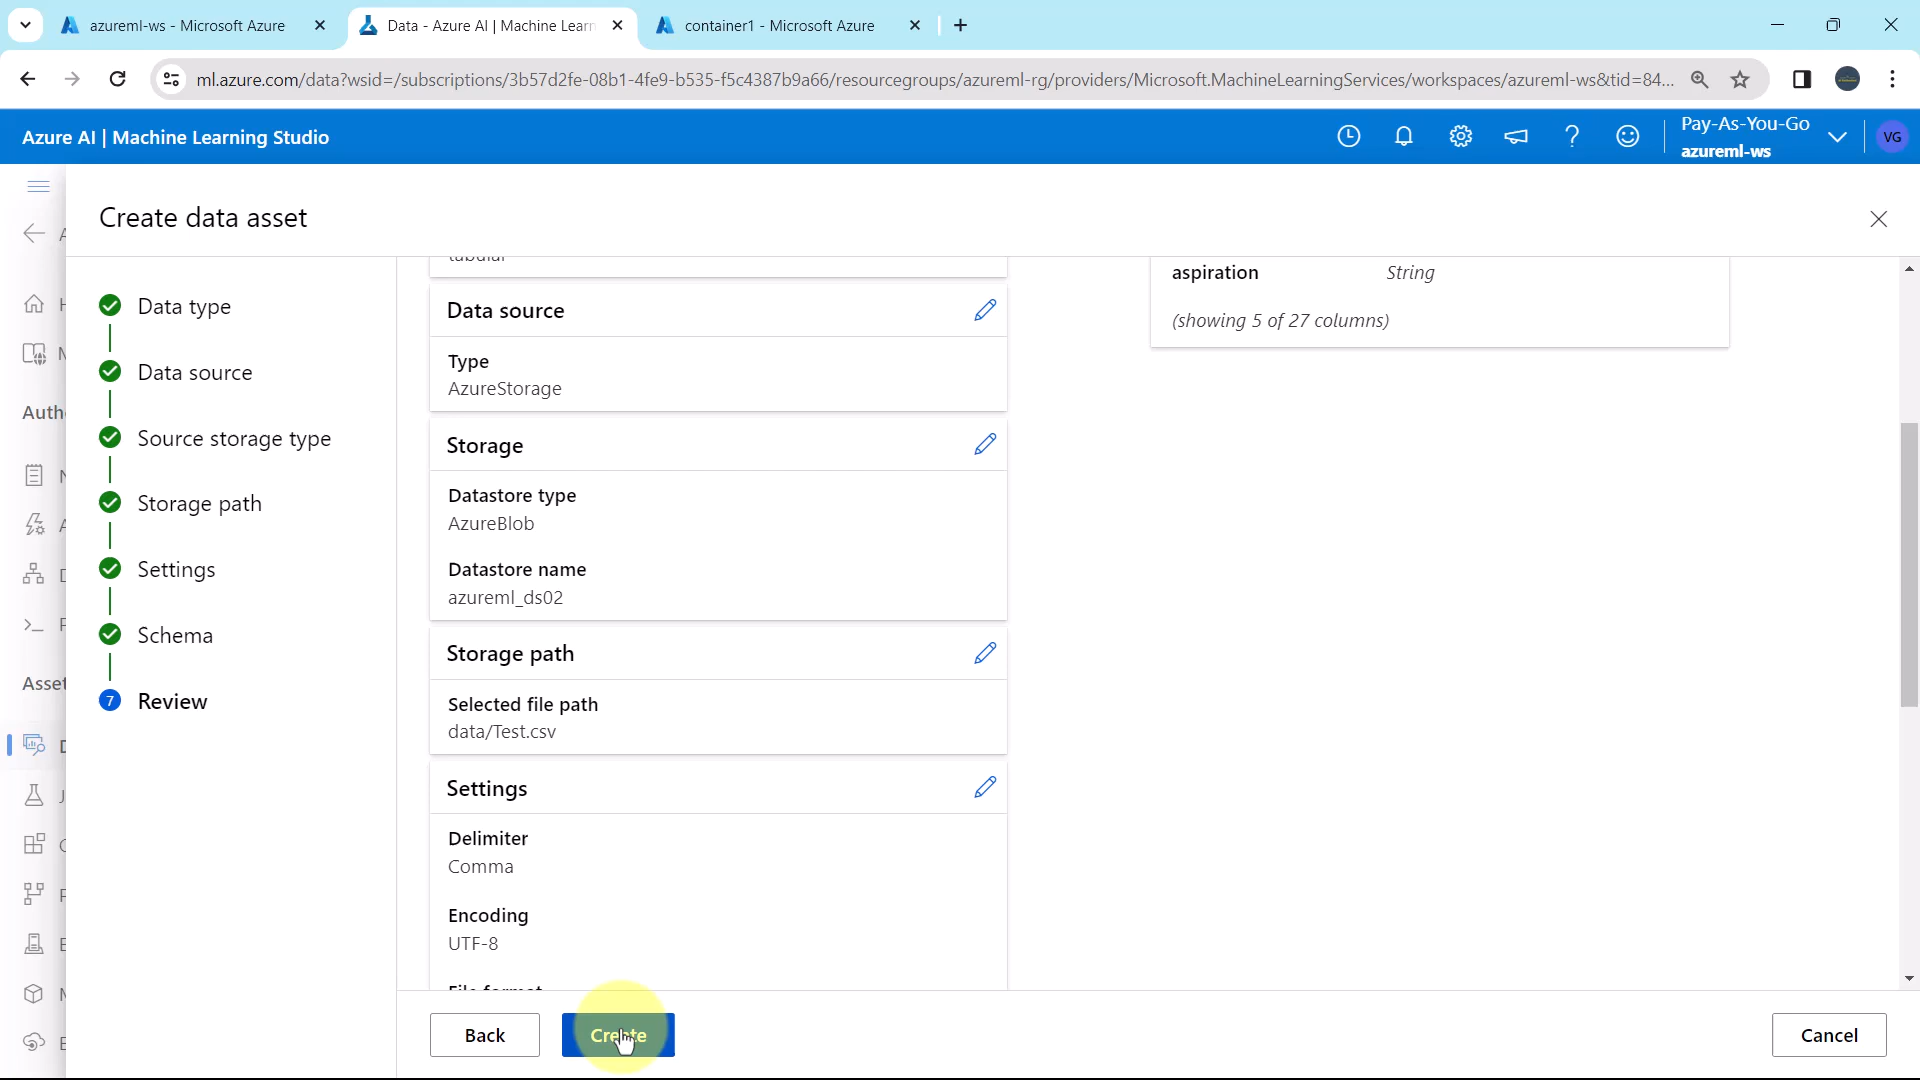 azureml-ws - Microsoft Azure
Data - Azure AI | Machine Learn
container1 - Microsoft Azure
ml.azure.com/data?wsid=/subscriptions/3b57d2fe-08b1-4fe9-b535-f5c4387b9a66/resourcegroups/azureml-rg/providers/Microsoft.MachineLearningServices/workspaces/azureml-ws&tid=84...
Azure AI | Machine Learning Studio
Pay-As-You-Go
azureml-ws
VG
Create data asset
Data type
Data source
Source storage type
Storage path
Settings
Schema
7 Review
Auth
Asset
Data source
Type
AzureStorage
Storage
Datastore type
AzureBlob
Datastore name
azureml_ds02
Storage path
Selected file path
data/Test.csv
Settings
Delimiter
Comma
Encoding
UTF-8
File format
aspiration String
(showing 5 of 27 columns)
Back
Create
Cancel